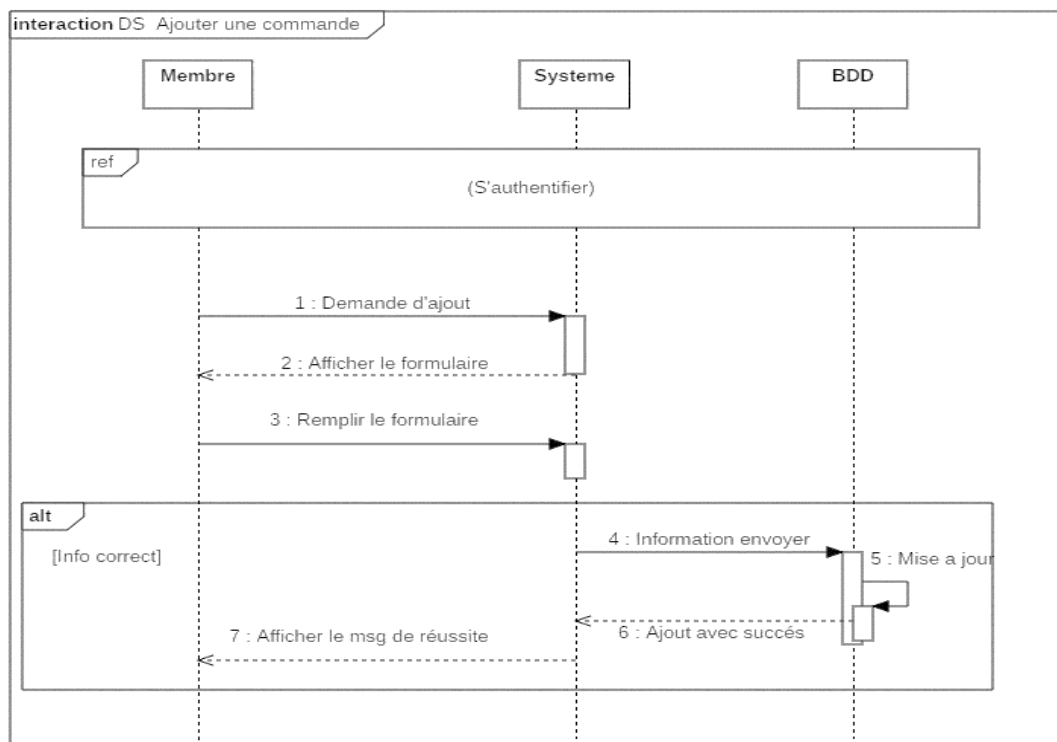 interaction DS Ajouter une commande
Membre
Systeme
BDD
ref
(S'authentifier)
1 : Demande d'ajout
2 : Afficher le formulaire
3 : Remplir le formulaire
alt
[Info correct]
4 : Information envoyer
5 : Mise a jour
6 : Ajout avec succés
7 : Afficher le msg de réussite